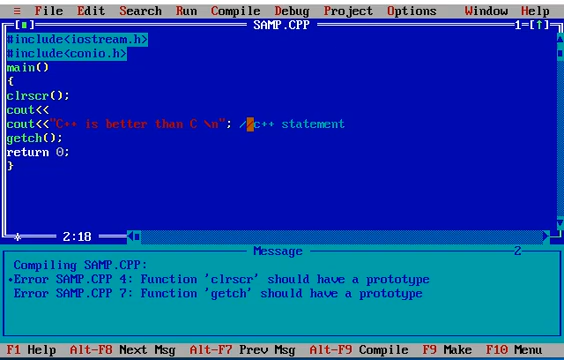 ≡ File Edit Search Run Compile Debug Project Options Window Help
[■] SAMP.CPP 1=[↑]
#include<iostream.h>
#include<conio.h>
main()
{
clrscr();
cout<<
cout<<"C++ is better than C \n"; //c++ statement
getch();
return 0;
}
* 2:18
Message 2
Compiling SAMP.CPP:
•Error SAMP.CPP 4: Function 'clrscr' should have a prototype
Error SAMP.CPP 7: Function 'getch' should have a prototype
F1 Help Alt-F8 Next Msg Alt-F7 Prev Msg Alt-F9 Compile F9 Make F10 Menu